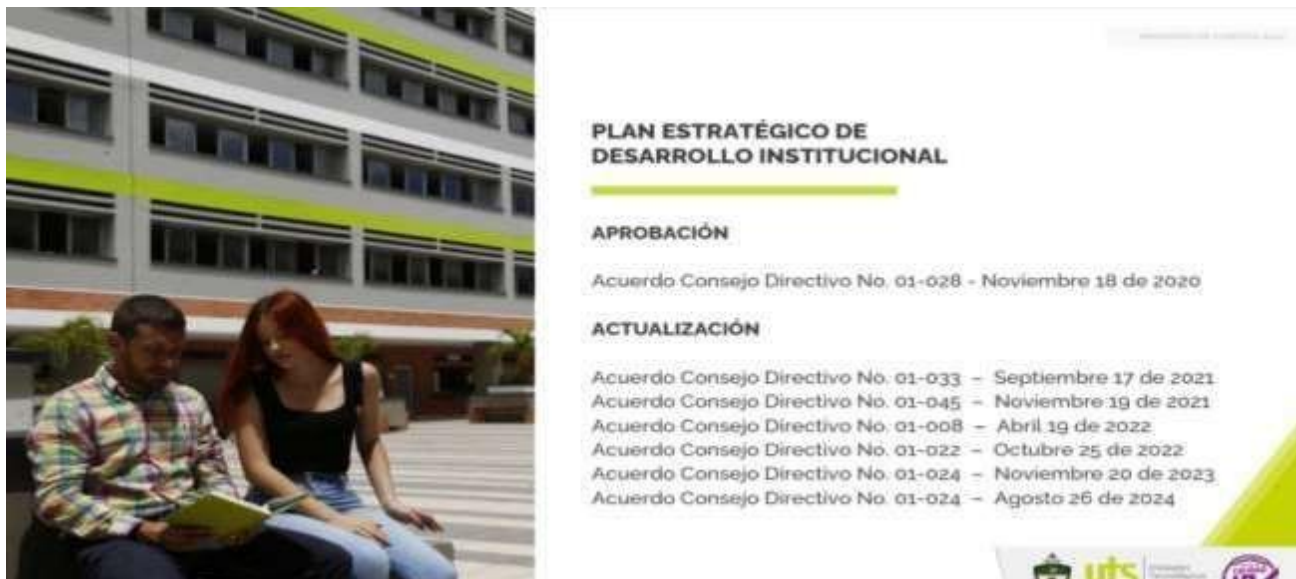 PLAN ESTRATÉGICO DE
DESARROLLO INSTITUCIONAL
APROBACIÓN
Acuerdo Consejo Directivo No. 01-028 - Noviembre 18 de 2020
ACTUALIZACIÓN
Acuerdo Consejo Directivo No. 01-033 – Septiembre 17 de 2021
Acuerdo Consejo Directivo No. 01-045 – Noviembre 19 de 2021
Acuerdo Consejo Directivo No. 01-008 – Abril 19 de 2022
Acuerdo Consejo Directivo No. 01-022 – Octubre 25 de 2022
Acuerdo Consejo Directivo No. 01-024 – Noviembre 20 de 2023
Acuerdo Consejo Directivo No. 01-024 – Agosto 26 de 2024
uts